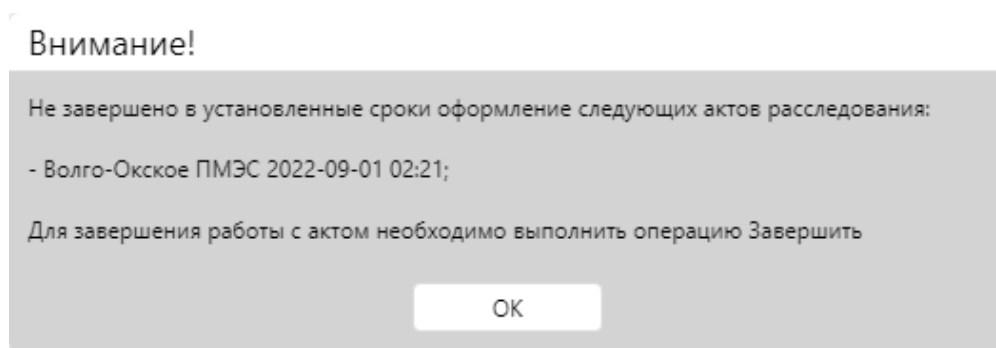 Внимание!
Не завершено в установленные сроки оформление следующих актов расследования:
- Волго-Окское ПМЭС 2022-09-01 02:21;
Для завершения работы с актом необходимо выполнить операцию Завершить
ОК